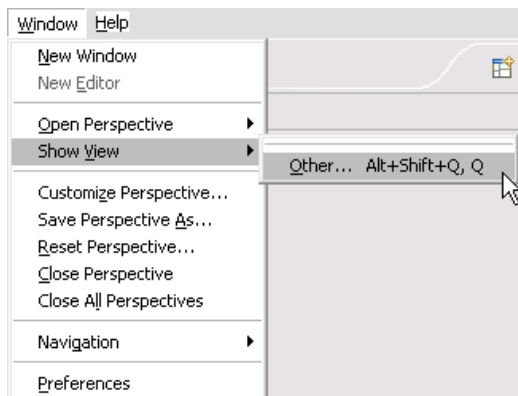 Window Help
New Window
New Editor
Open Perspective
Show View
Other... Alt+Shift+Q, Q
Customize Perspective...
Save Perspective As...
Reset Perspective...
Close Perspective
Close All Perspectives
Navigation
Preferences